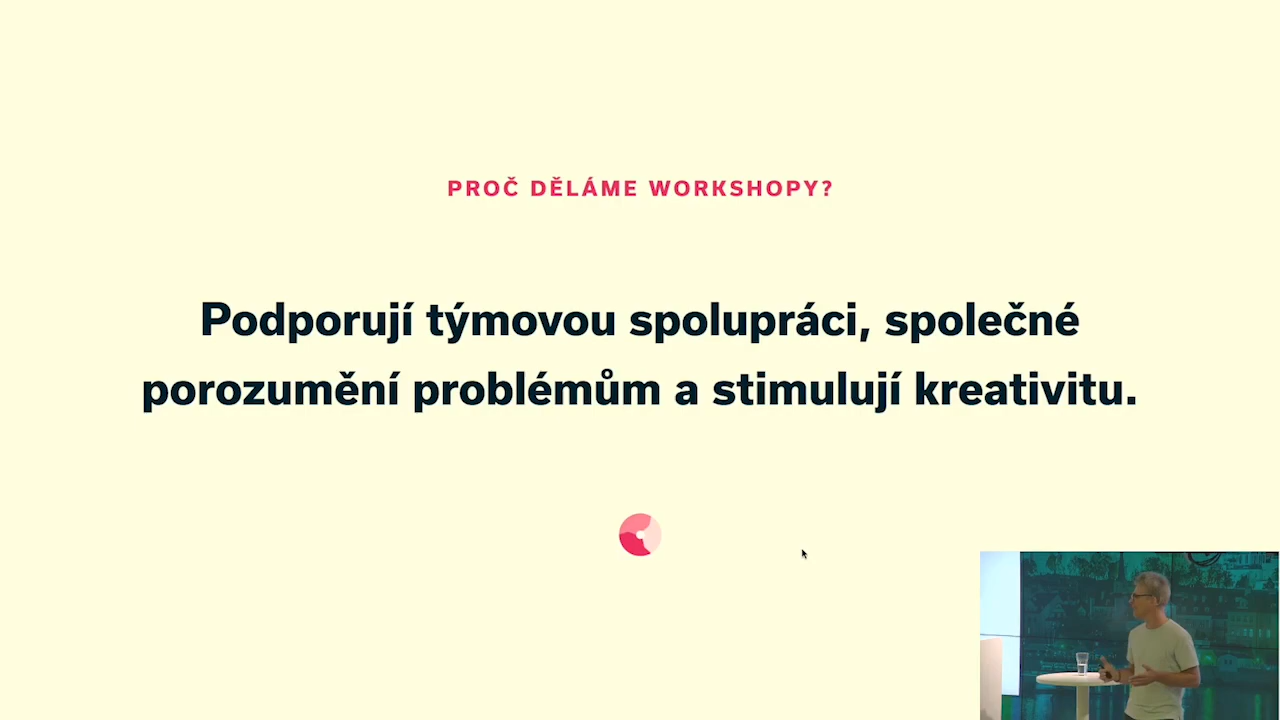 PROČ DĚLÁME WORKSHOPY?
Podporují týmovou spolupráci, společné
porozumění problémům a stimulují kreativitu.